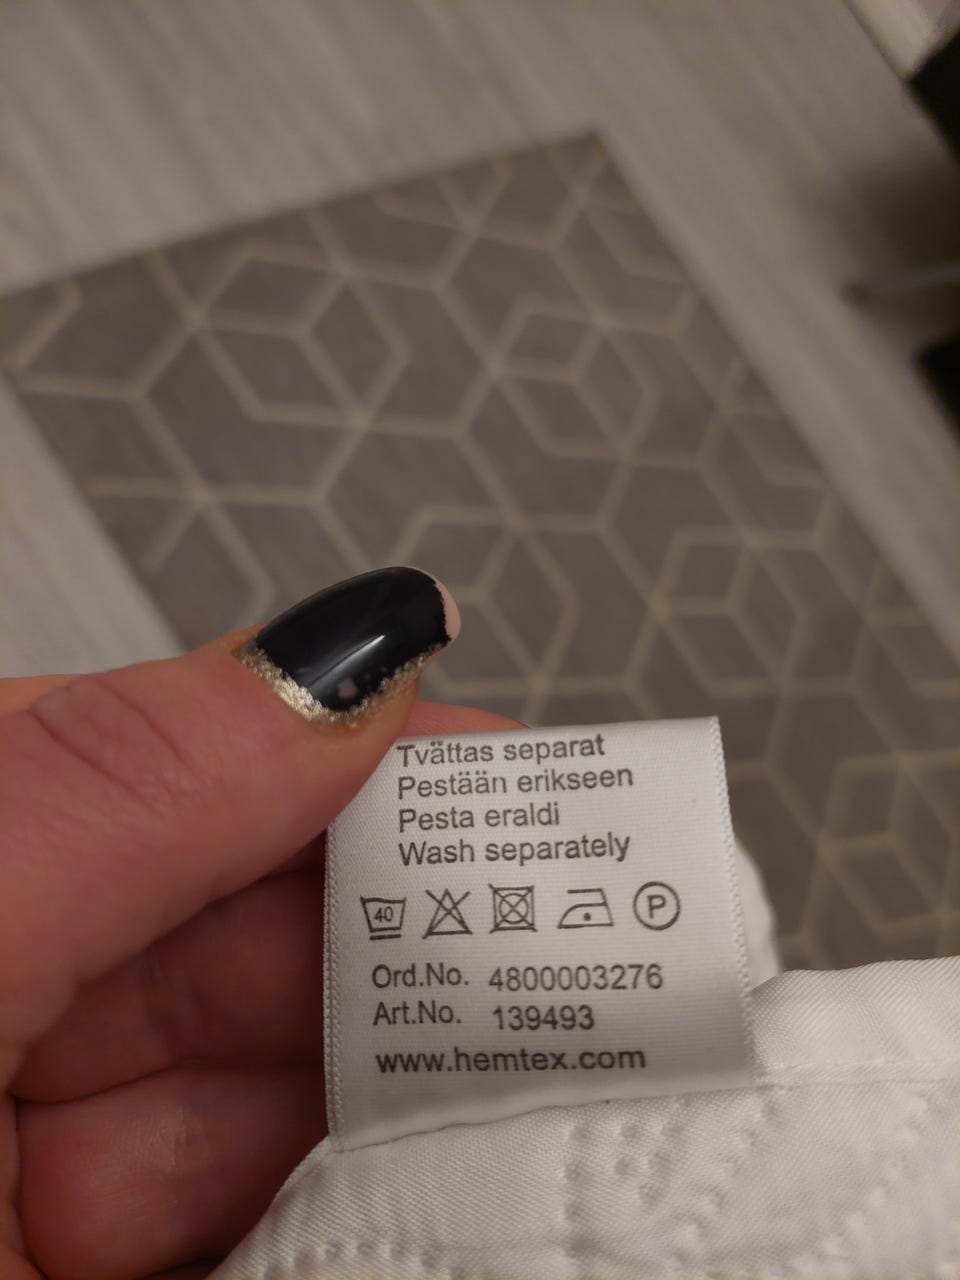 Tvättas separat
Pestään erikseen
Pesta eraldi
Wash separately
40 P
Ord.No. 4800003276
Art.No. 139493
www.hemtex.com